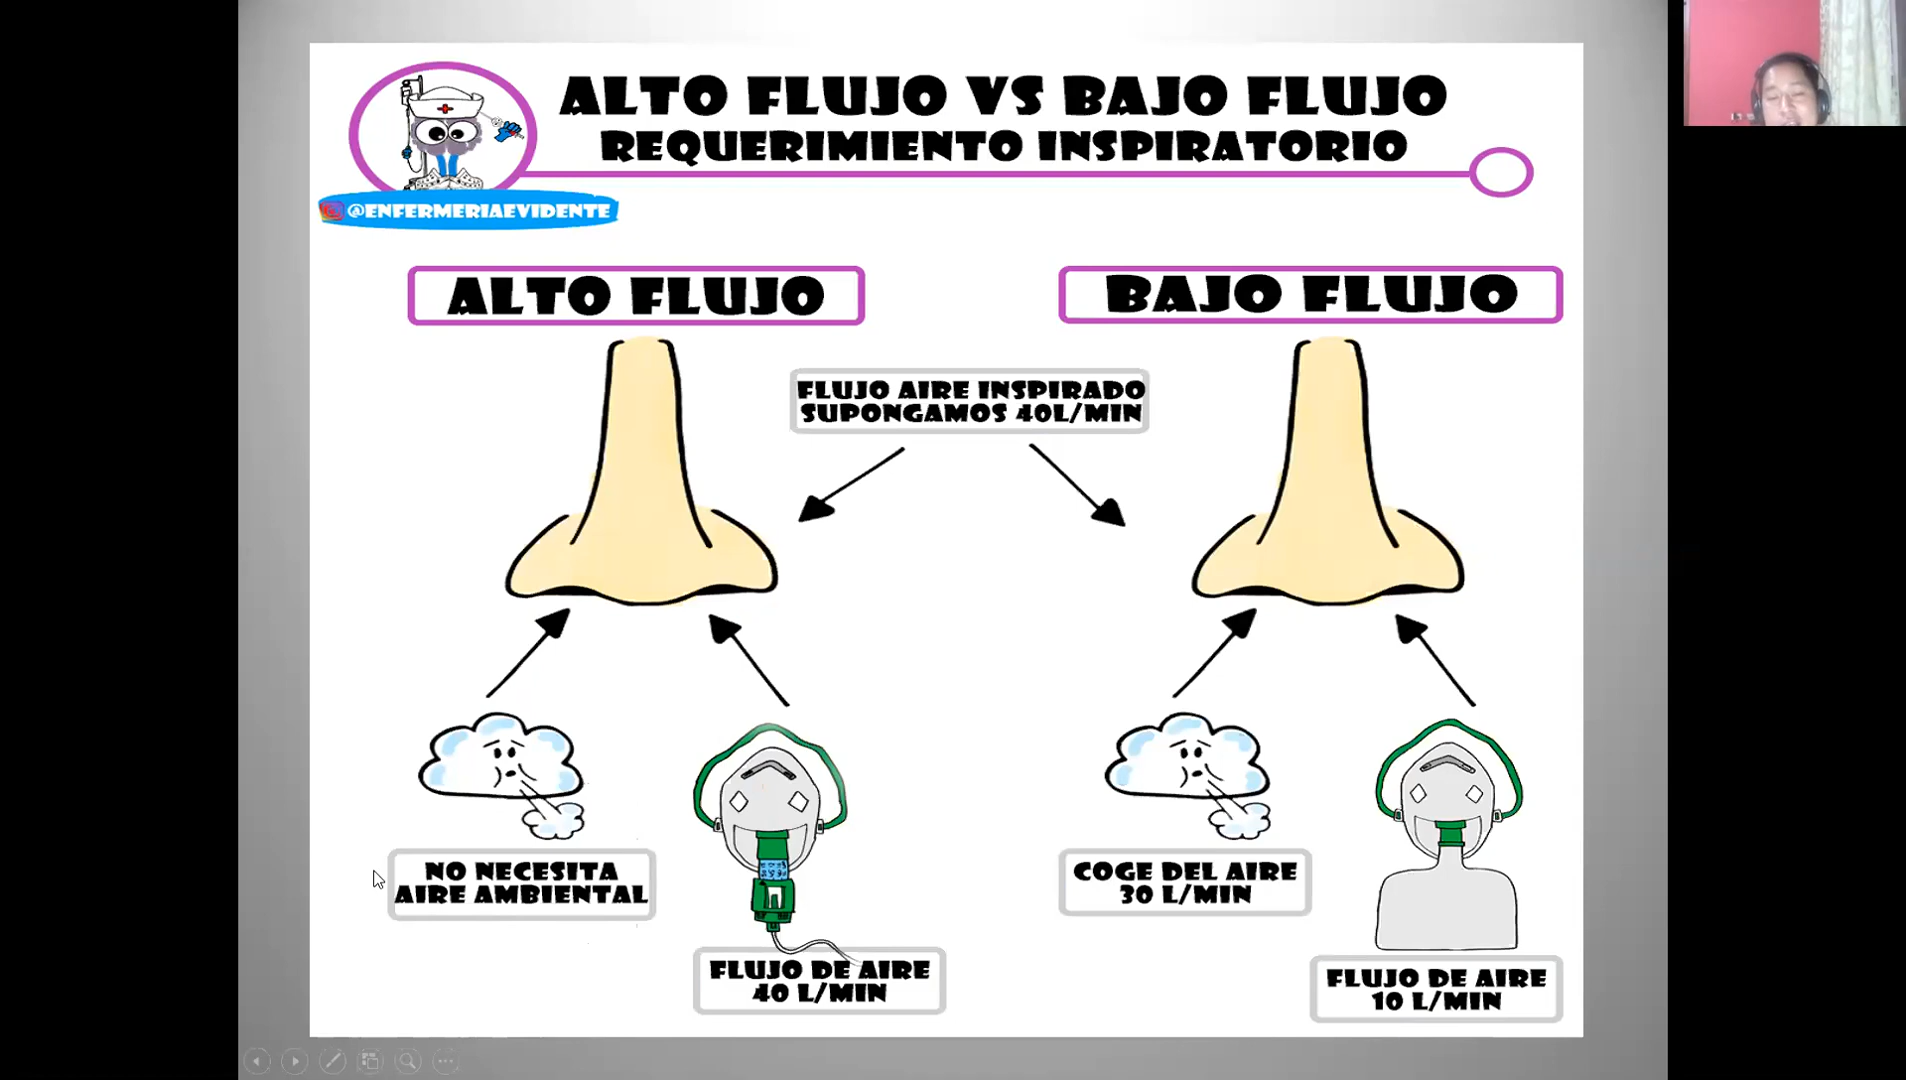 ALTO FLUJO VS BAJO FLUJO
REQUERIMIENTO INSPIRATORIO
@ENFERMERIAEVIDENTE
ALTO FLUJO
BAJO FLUJO
FLUJO AIRE INSPIRADO
SUPONGAMOS 40L/MIN
NO NECESITA
AIRE AMBIENTAL
FLUJO DE AIRE
40 L/MIN
COGE DEL AIRE
30 L/MIN
FLUJO DE AIRE
10 L/MIN